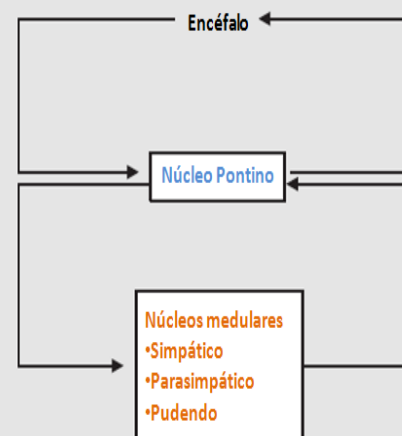 Encéfalo
Núcleo Pontino
Núcleos medulares
•Simpático
•Parasimpático
•Pudendo